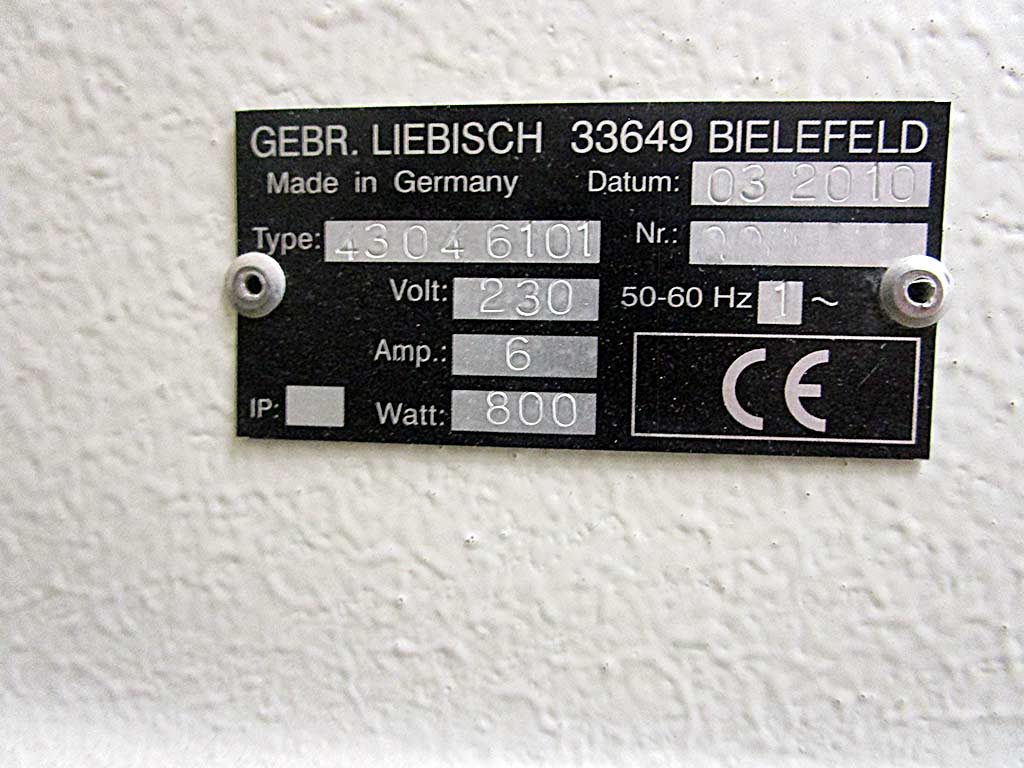 GEBR. LIEBISCH 33649 BIELEFELD
Made in Germany Datum: 03 2010
Type: 4304 6101 Nr.:
Volt: 230 50-60 Hz 1 ~
Amp.: 6 CE
IP: Watt: 800